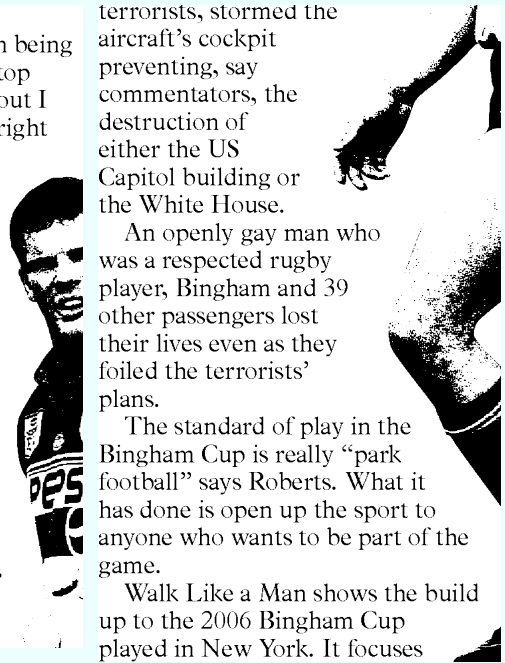 n being
top
out I
right
terrorists, stormed the
aircraft's cockpit
preventing, say
commentators, the
destruction of
either the US
Capitol building or
the White House.
An openly gay man who
was a respected rugby
player, Bingham and 39
other passengers lost
their lives even as they
foiled the terrorists'
plans.
The standard of play in the
Bingham Cup is really “park
football” says Roberts. What it
has done is open up the sport to
anyone who wants to be part of the
game.
Walk Like a Man shows the build
up to the 2006 Bingham Cup
played in New York. It focuses
Peps